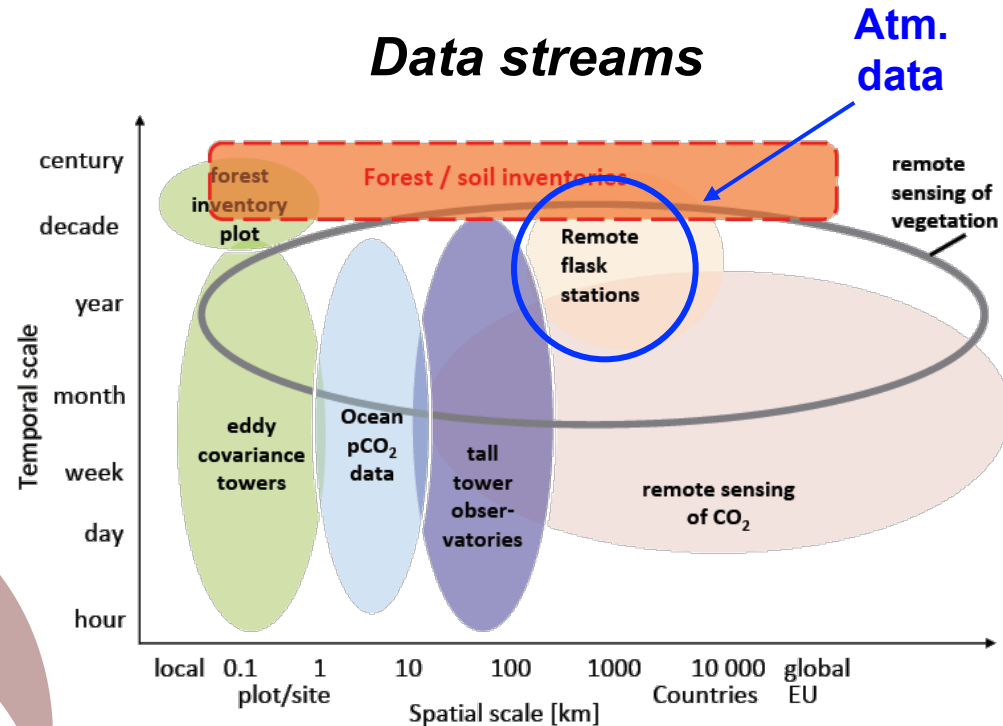 Data streams
Atm.
data
century
decade
year
month
week
day
hour
Temporal scale
forest
inventory
plot
Forest / soil inventories
remote
sensing of
vegetation
Remote
flask
stations
eddy
covariance
towers
Ocean
pCO₂
data
tall
tower
obser-
vatories
remote sensing
of CO₂
local 0.1 1 10 100 1000 10 000 global
plot/site Countries EU
Spatial scale [km]